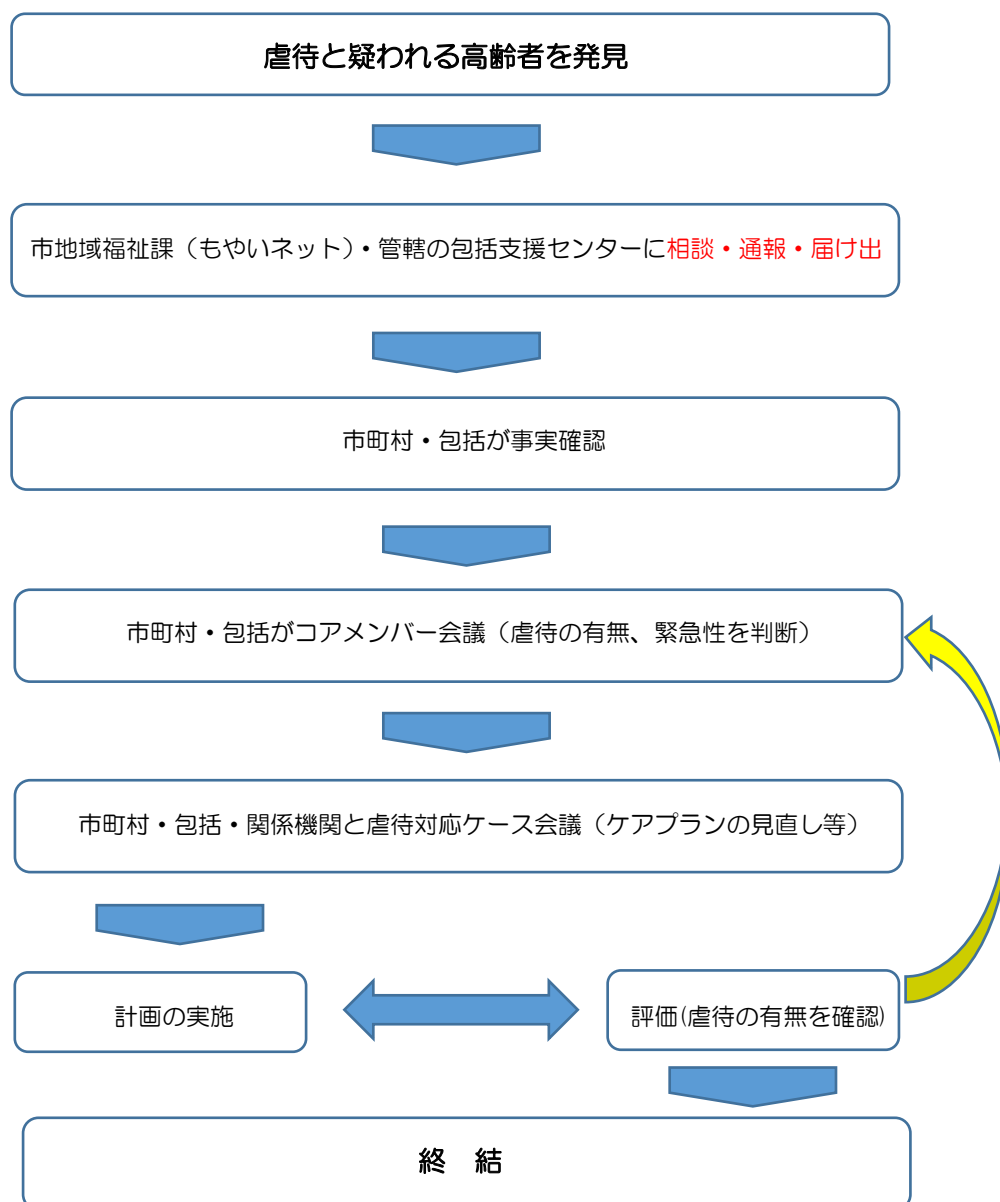 虐待と疑われる高齢者を発見
市地域福祉課（もやいネット）・管轄の包括支援センターに相談・通報・届け出
市町村・包括が事実確認
市町村・包括がコアメンバー会議（虐待の有無、緊急性を判断）
市町村・包括・関係機関と虐待対応ケース会議（ケアプランの見直し等）
計画の実施
評価(虐待の有無を確認)
終　結